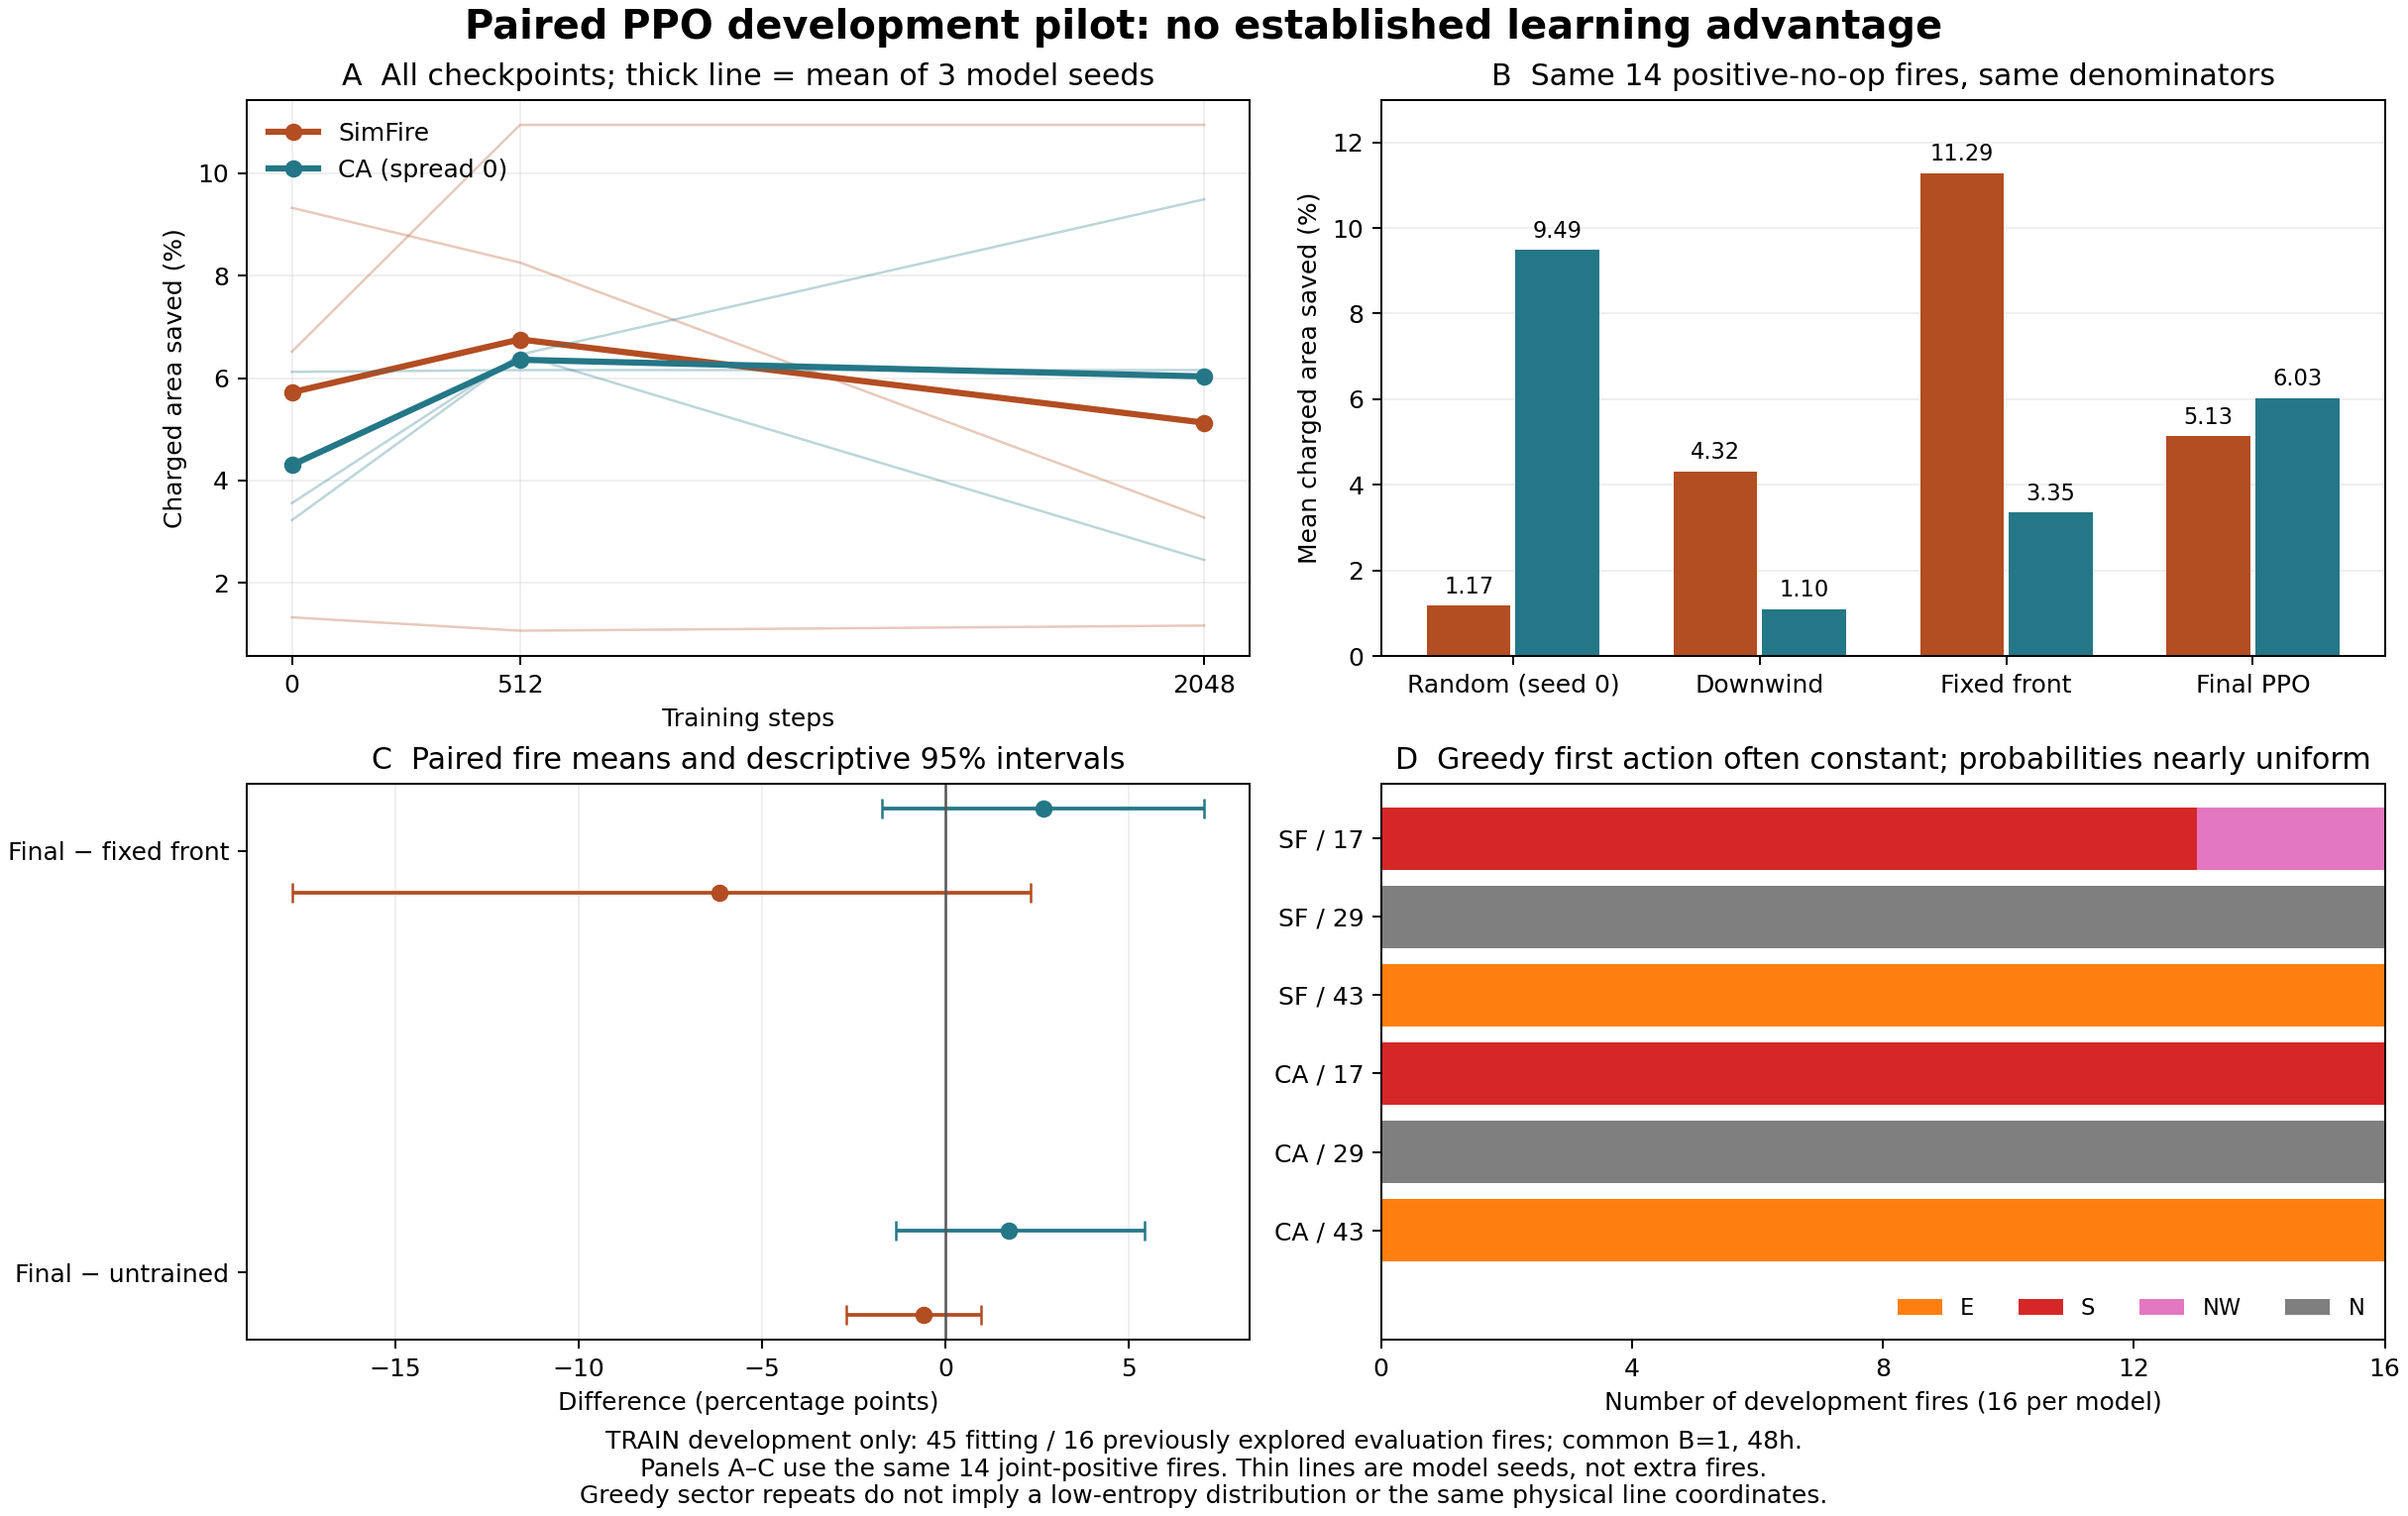 Paired PPO development pilot: no established learning advantage
A  All checkpoints; thick line = mean of 3 model seeds
SimFire
CA (spread 0)
10
8
6
4
2
Charged area saved (%)
0
512
2048
Training steps
B  Same 14 positive-no-op fires, same denominators
12
10
8
6
4
2
0
Mean charged area saved (%)
1.17
9.49
4.32
1.10
11.29
3.35
5.13
6.03
Random (seed 0)
Downwind
Fixed front
Final PPO
C  Paired fire means and descriptive 95% intervals
Final − fixed front
Final − untrained
−15
−10
−5
0
5
Difference (percentage points)
D  Greedy first action often constant; probabilities nearly uniform
SF / 17
SF / 29
SF / 43
CA / 17
CA / 29
CA / 43
E
S
NW
N
0
4
8
12
16
Number of development fires (16 per model)
TRAIN development only: 45 fitting / 16 previously explored evaluation fires; common B=1, 48h.
Panels A–C use the same 14 joint-positive fires. Thin lines are model seeds, not extra fires.
Greedy sector repeats do not imply a low-entropy distribution or the same physical line coordinates.